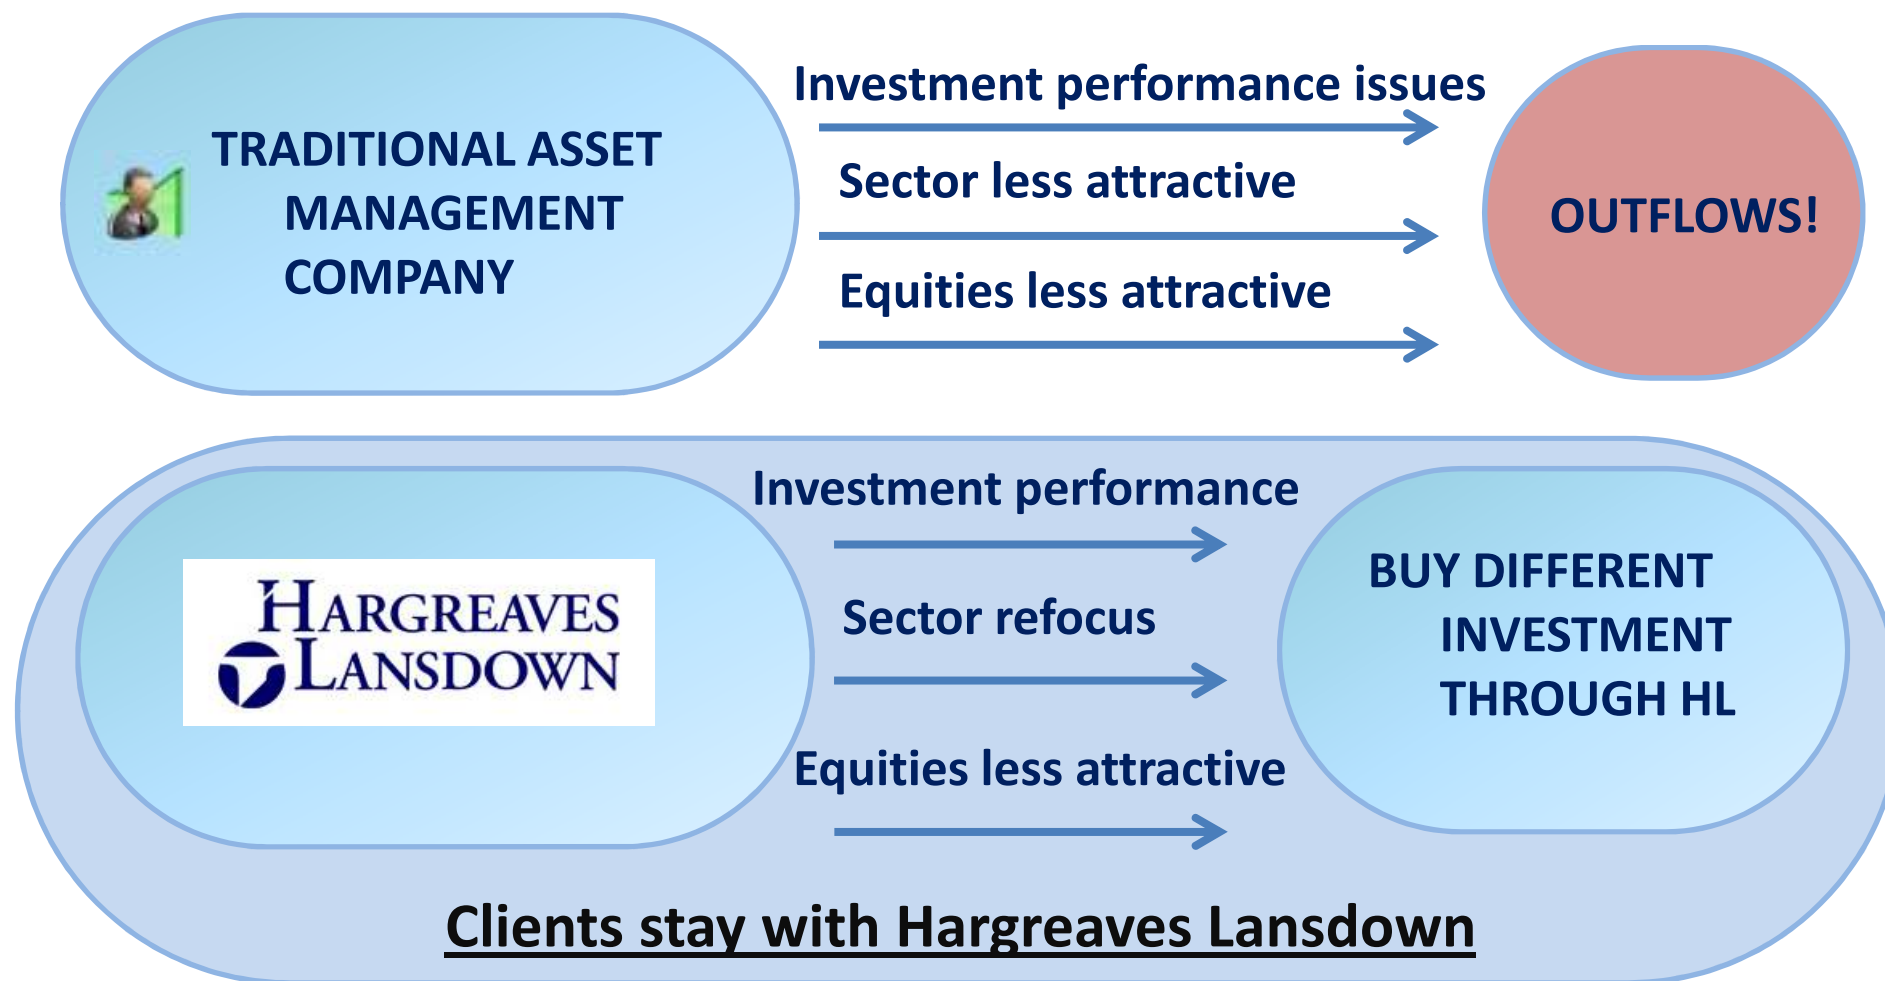 Investment performance issues
TRADITIONAL ASSET
MANAGEMENT
COMPANY
Sector less attractive
Equities less attractive
OUTFLOWS!
Investment performance
HARGREAVES
LANSDOWN
Sector refocus
Equities less attractive
BUY DIFFERENT
INVESTMENT
THROUGH HL
Clients stay with Hargreaves Lansdown